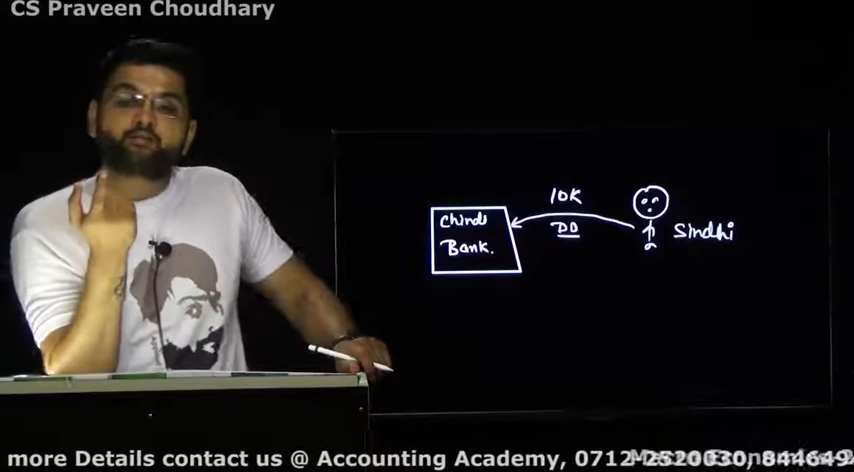 CS Praveen Choudhary
10K
Chindi
Bank.
DD
Sindhi
more Details contact us @ Accounting Academy, 0712-2520030, 844649